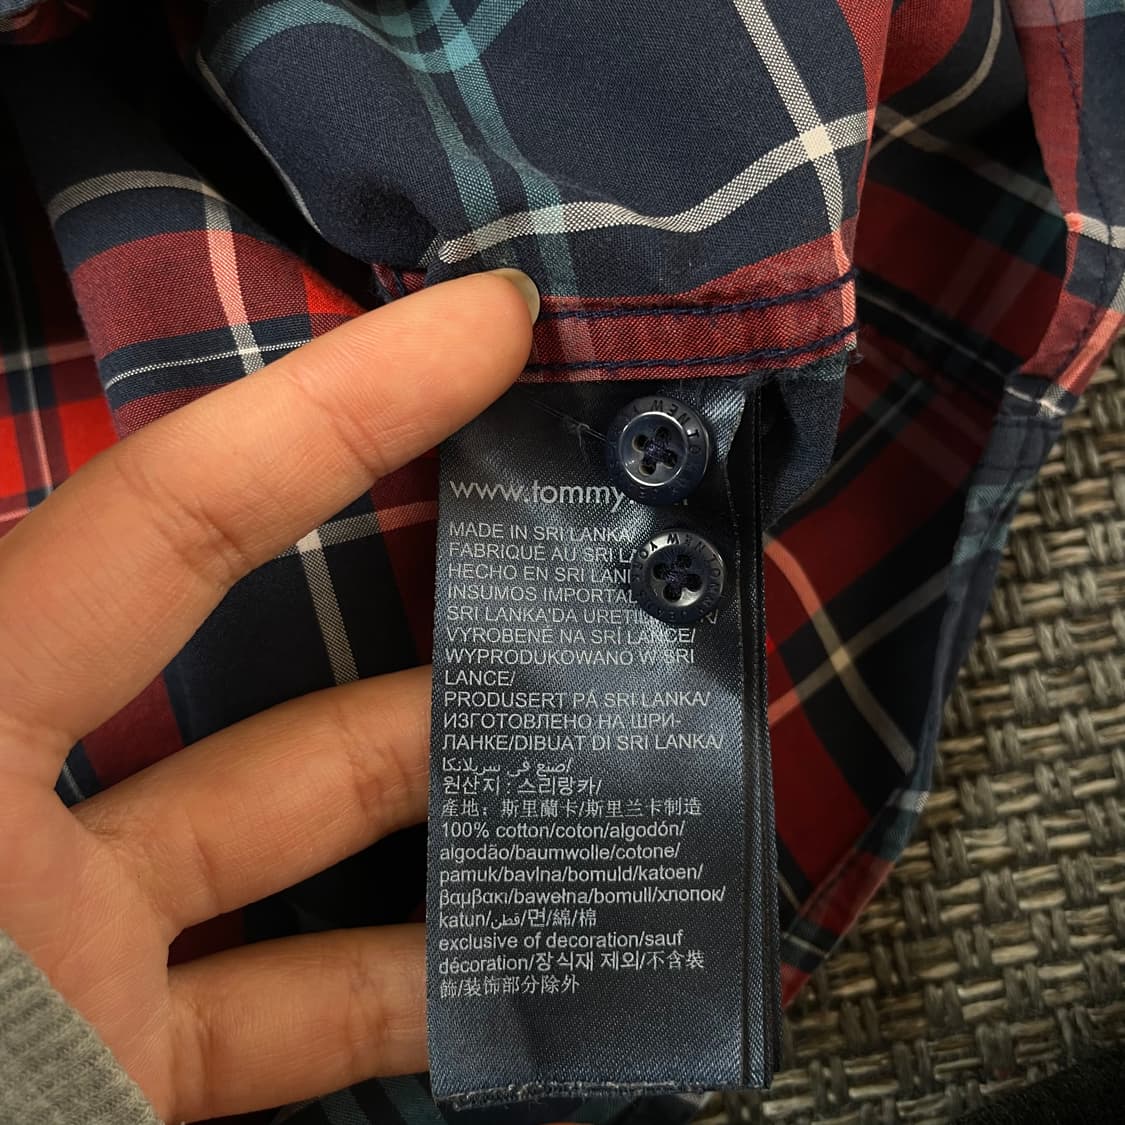 www.tommy.
MADE IN SRI LANKA/
FABRIQUÉ AU SRI
HECHO EN SRI
INSUMOS
SRI LANKA'DA
VYROBENÉ NA SRÍ LANCE/
WYPRODUKOWANO W SRI
LANCE/
PRODUSERT PÅ SRI LANKA/
ИЗГОТОВЛЕНО НА ШРИ-
ЛАНКЕ/DIBUAT DI SRI LANKA/
صنع في سريلانكا/
원산지 : 스리랑카/
產地: 斯里蘭卡/斯里兰卡制造
100% cotton/coton/algodón/
algodão/baumwolle/cotone/
pamuk/bavlna/bomuld/katoen/
βαμβακι/bawełna/bomull/хлопок/
katun/قطن/면/綿/棉
exclusive of decoration/sauf
décoration/장식재 제외/不含裝
飾/装饰部分除外